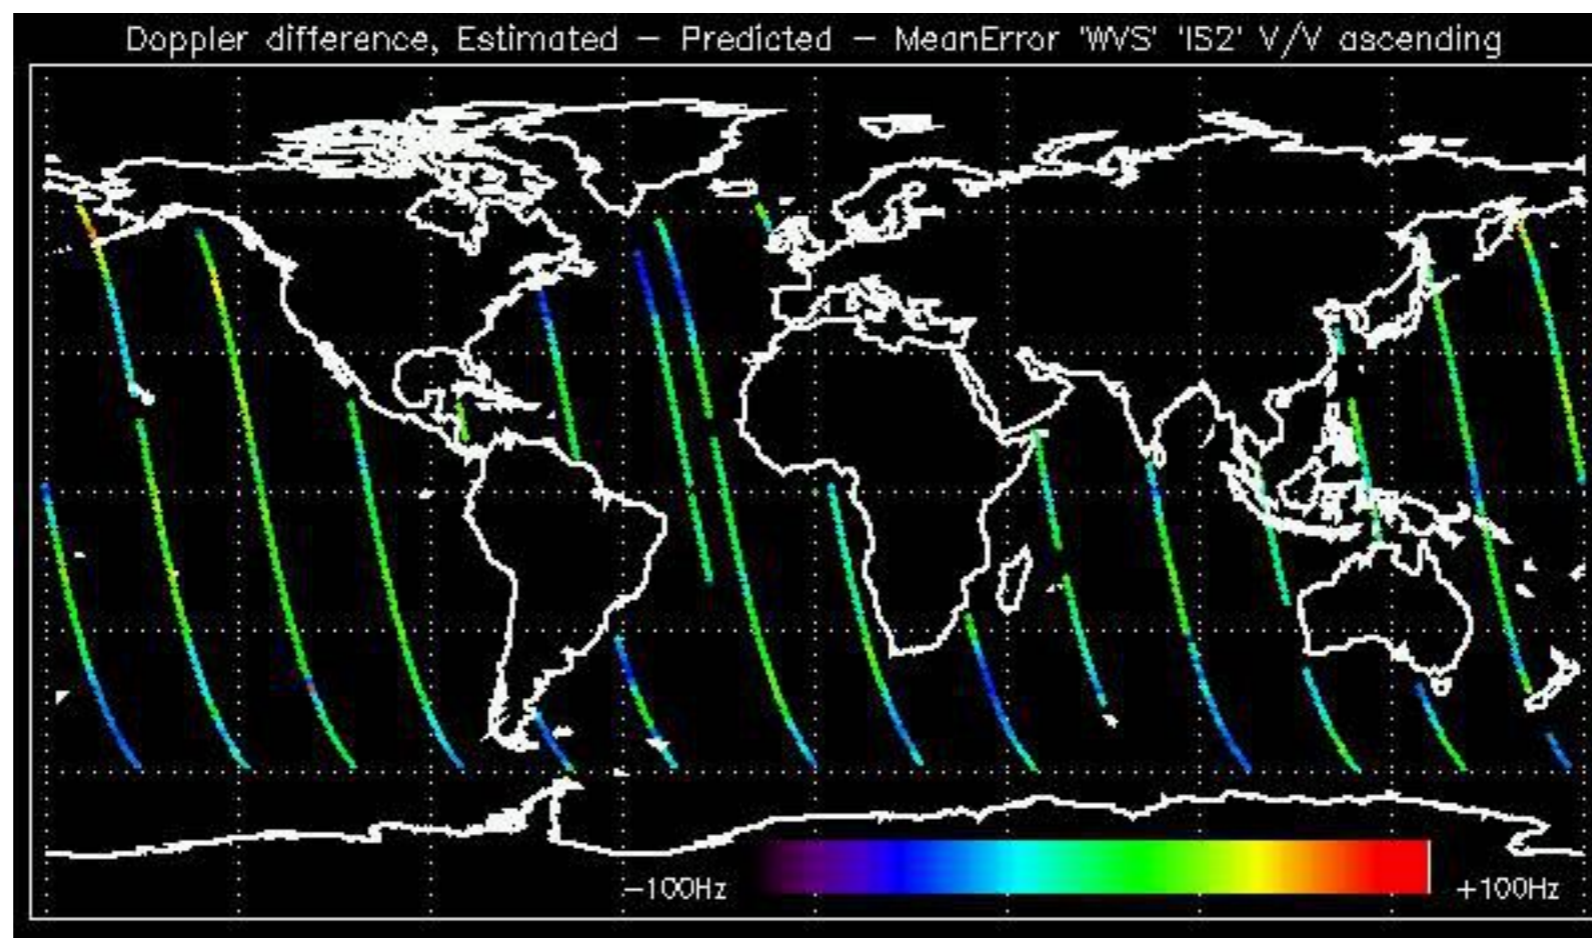 Doppler difference, Estimated – Predicted – MeanError 'WVS' 'IS2' V/V ascending
–100Hz +100Hz